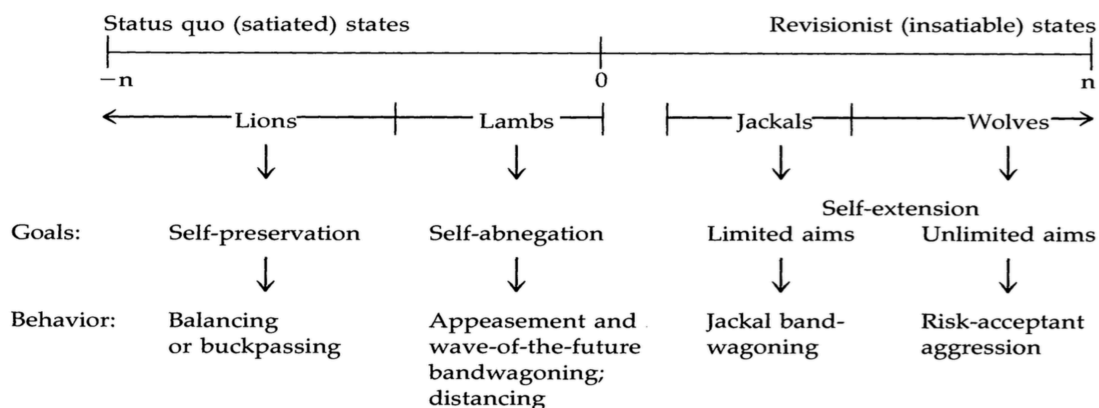 Status quo (satiated) states Revisionist (insatiable) states
−n 0 n
Lions Lambs Jackals Wolves
Self-extension
Goals: Self-preservation Self-abnegation Limited aims Unlimited aims
Behavior: Balancing Appeasement and Jackal band- Risk-acceptant
or buckpassing wave-of-the-future wagoning aggression
bandwagoning;
distancing